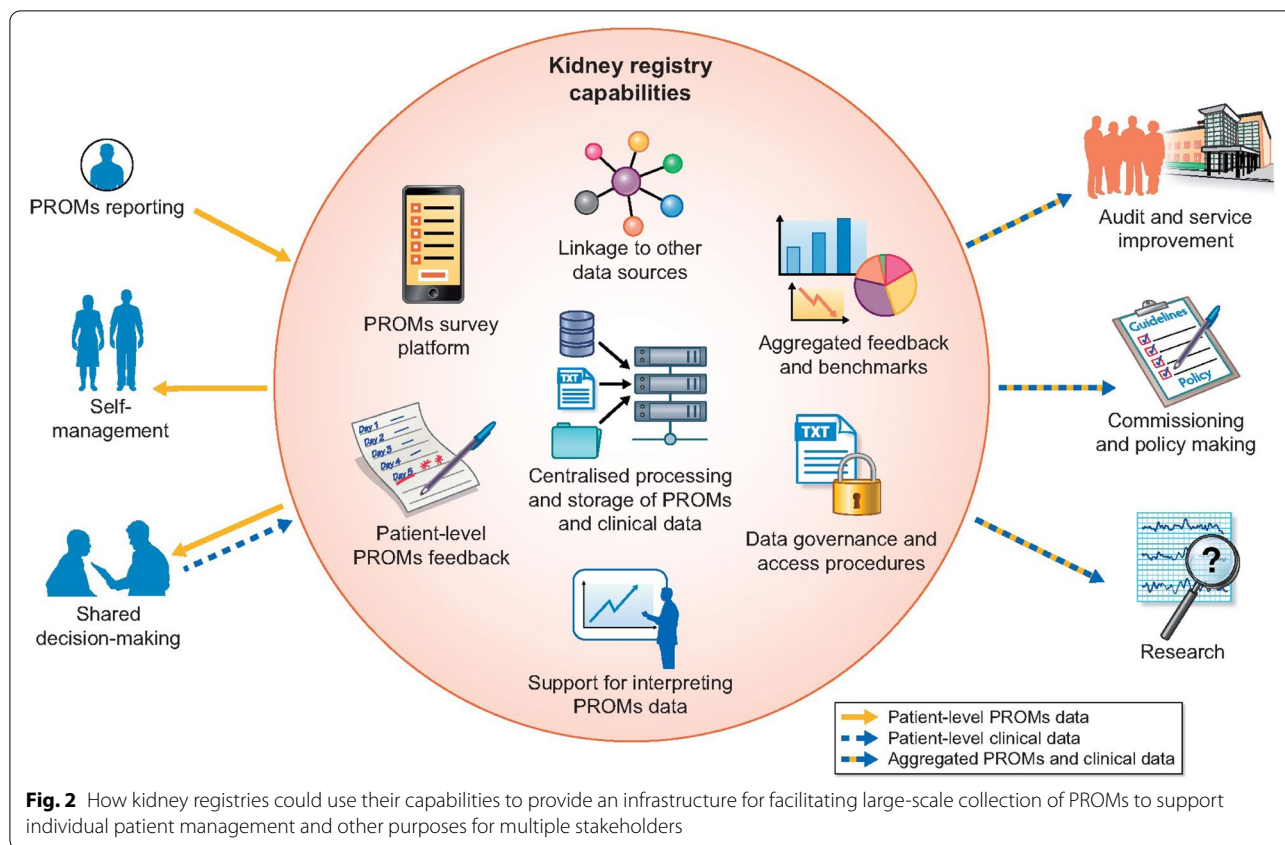 Kidney registry
capabilities
PROMs reporting
Self-
management
Shared
decision-making
PROMs survey
platform
Linkage to other
data sources
Aggregated feedback
and benchmarks
Day 1
Day 2
Day 3
Day 4
Day 5
Patient-level
PROMs feedback
TXT
Centralised processing
and storage of PROMs
and clinical data
TXT
Data governance and
access procedures
Support for interpreting
PROMs data
Audit and service
improvement
Guidelines
Policy
Commissioning
and policy making
?
Research
Patient-level PROMs data
Patient-level clinical data
Aggregated PROMs and clinical data
Fig. 2 How kidney registries could use their capabilities to provide an infrastructure for facilitating large-scale collection of PROMs to support
individual patient management and other purposes for multiple stakeholders